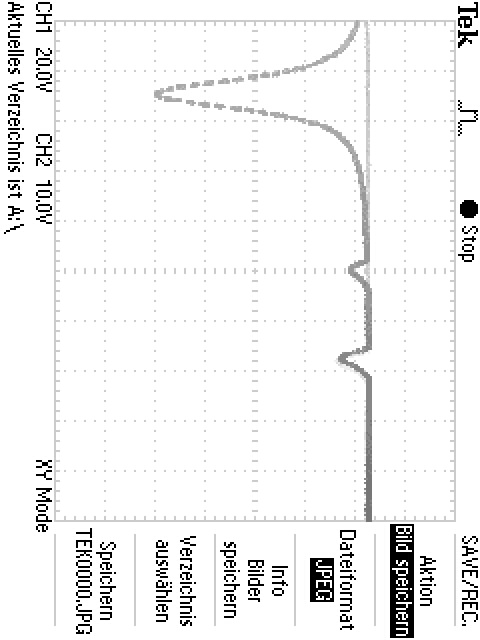 Tek
Stop
SAVE/REC.
Aktion
Bild speichern
Dateiformat
JPEG
Info
Bilder
speichern
Verzeichnis
auswählen
Speichern
TEK0000.JPG
CH1 20.0V CH2 10.0V XY Mode
Aktuelles Verzeichnis ist A:\